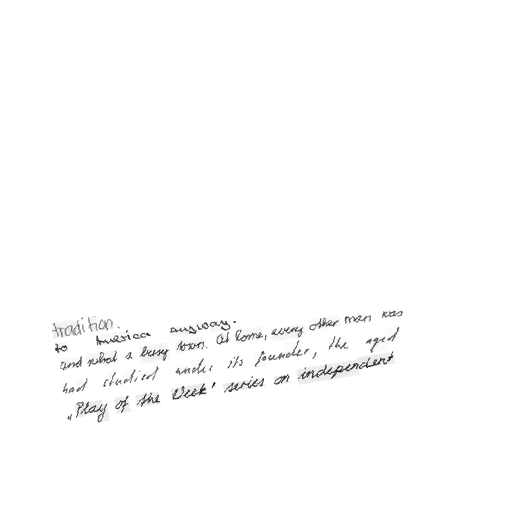 tradition.
to America anyway.
and what a busy town. At home, every other man was
had studied under its founder, the aged
"Play of the Week' series on independent